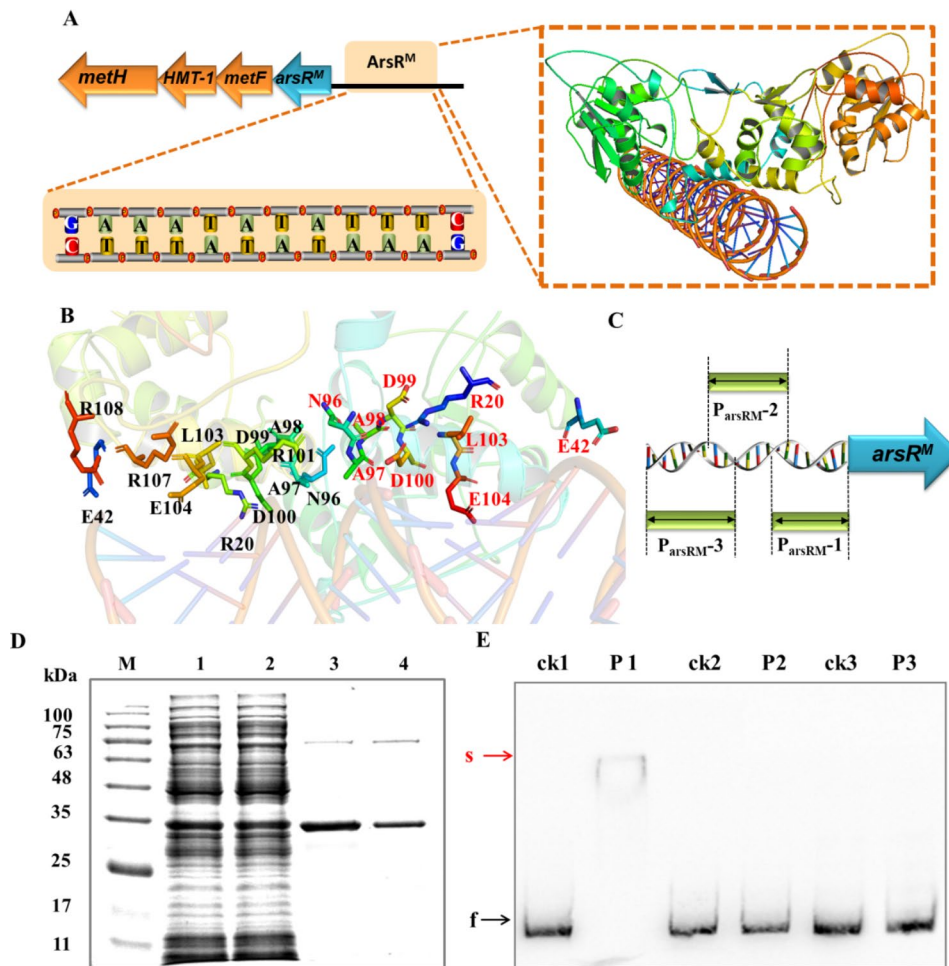 A
metH HMT-1 metF arsR^M ArsR^M
G A A A T A A T T T C
C T T T A T T A A A G
B
R108 E42 R107 E104 L103 R20 D99 A98 R101 A97 D100 N96
N96 A98 A97 D99 D100 R20 L103 E104 E42
C
P_arsRM-2
arsR^M
P_arsRM-3 P_arsRM-1
D
kDa M 1 2 3 4
100
75
63
48
35
25
17
11
E
ck1 P 1 ck2 P2 ck3 P3
s
f